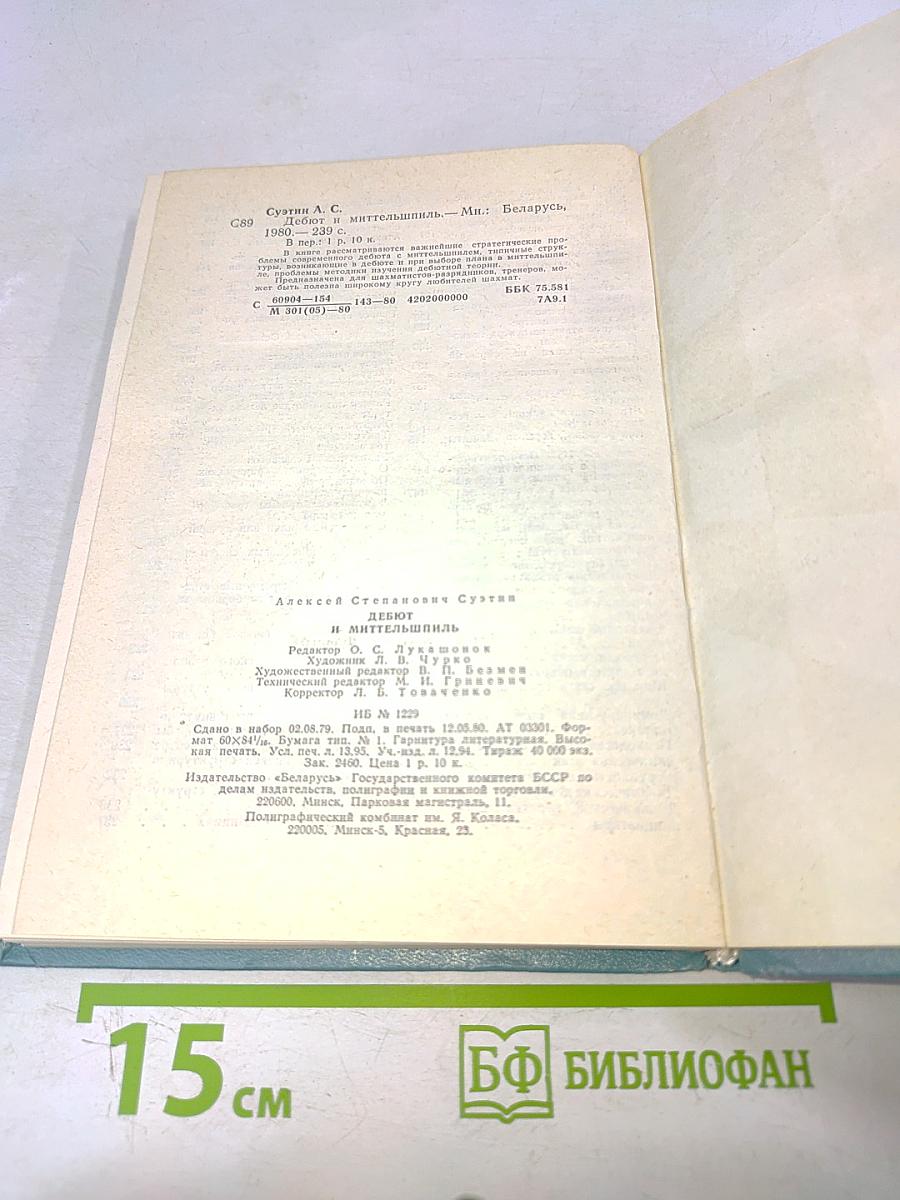 Суэтин А. С.
С89 Дебют и миттельшпиль.— Мн.: Беларусь,
1980.— 239 с.
В пер.: 1 р. 10 к.
В книге рассматриваются важнейшие стратегические про-
блемы современного дебюта с миттельшпилем, типичные струк-
туры, возникающие в дебюте и при выборе плана в миттельшпи-
ле, проблемы методики изучения дебютной теории.
Предназначена для шахматистов-разрядников, тренеров, мо-
жет быть полезна широкому кругу любителей шахмат.
С 60904—154 143—80 4202000000 ББК 75.581
М 301(05)—80 7А9.1
Алексей Степанович Суэтин
ДЕБЮТ
И МИТТЕЛЬШПИЛЬ
Редактор О. С. Лукашонок
Художник Л. В. Чурко
Художественный редактор В. П. Безмен
Технический редактор М. И. Гриневич
Корректор Л. Б. Товаченко
ИБ № 1229
Сдано в набор 02.08.79. Подп. в печать 12.05.80. АТ 03301. Фор-
мат 60×84¹/₁₆. Бумага тип. № 1. Гарнитура литературная. Высо-
кая печать. Усл. печ. л. 13,95. Уч.-изд. л. 12,94. Тираж 40 000 экз.
Зак. 2460. Цена 1 р. 10 к.
Издательство «Беларусь» Государственного комитета БССР по
делам издательств, полиграфии и книжной торговли.
220600, Минск, Парковая магистраль, 11.
Полиграфический комбинат им. Я. Коласа.
220005, Минск-5, Красная, 23.
15 см
БФ БИБЛИОФАН